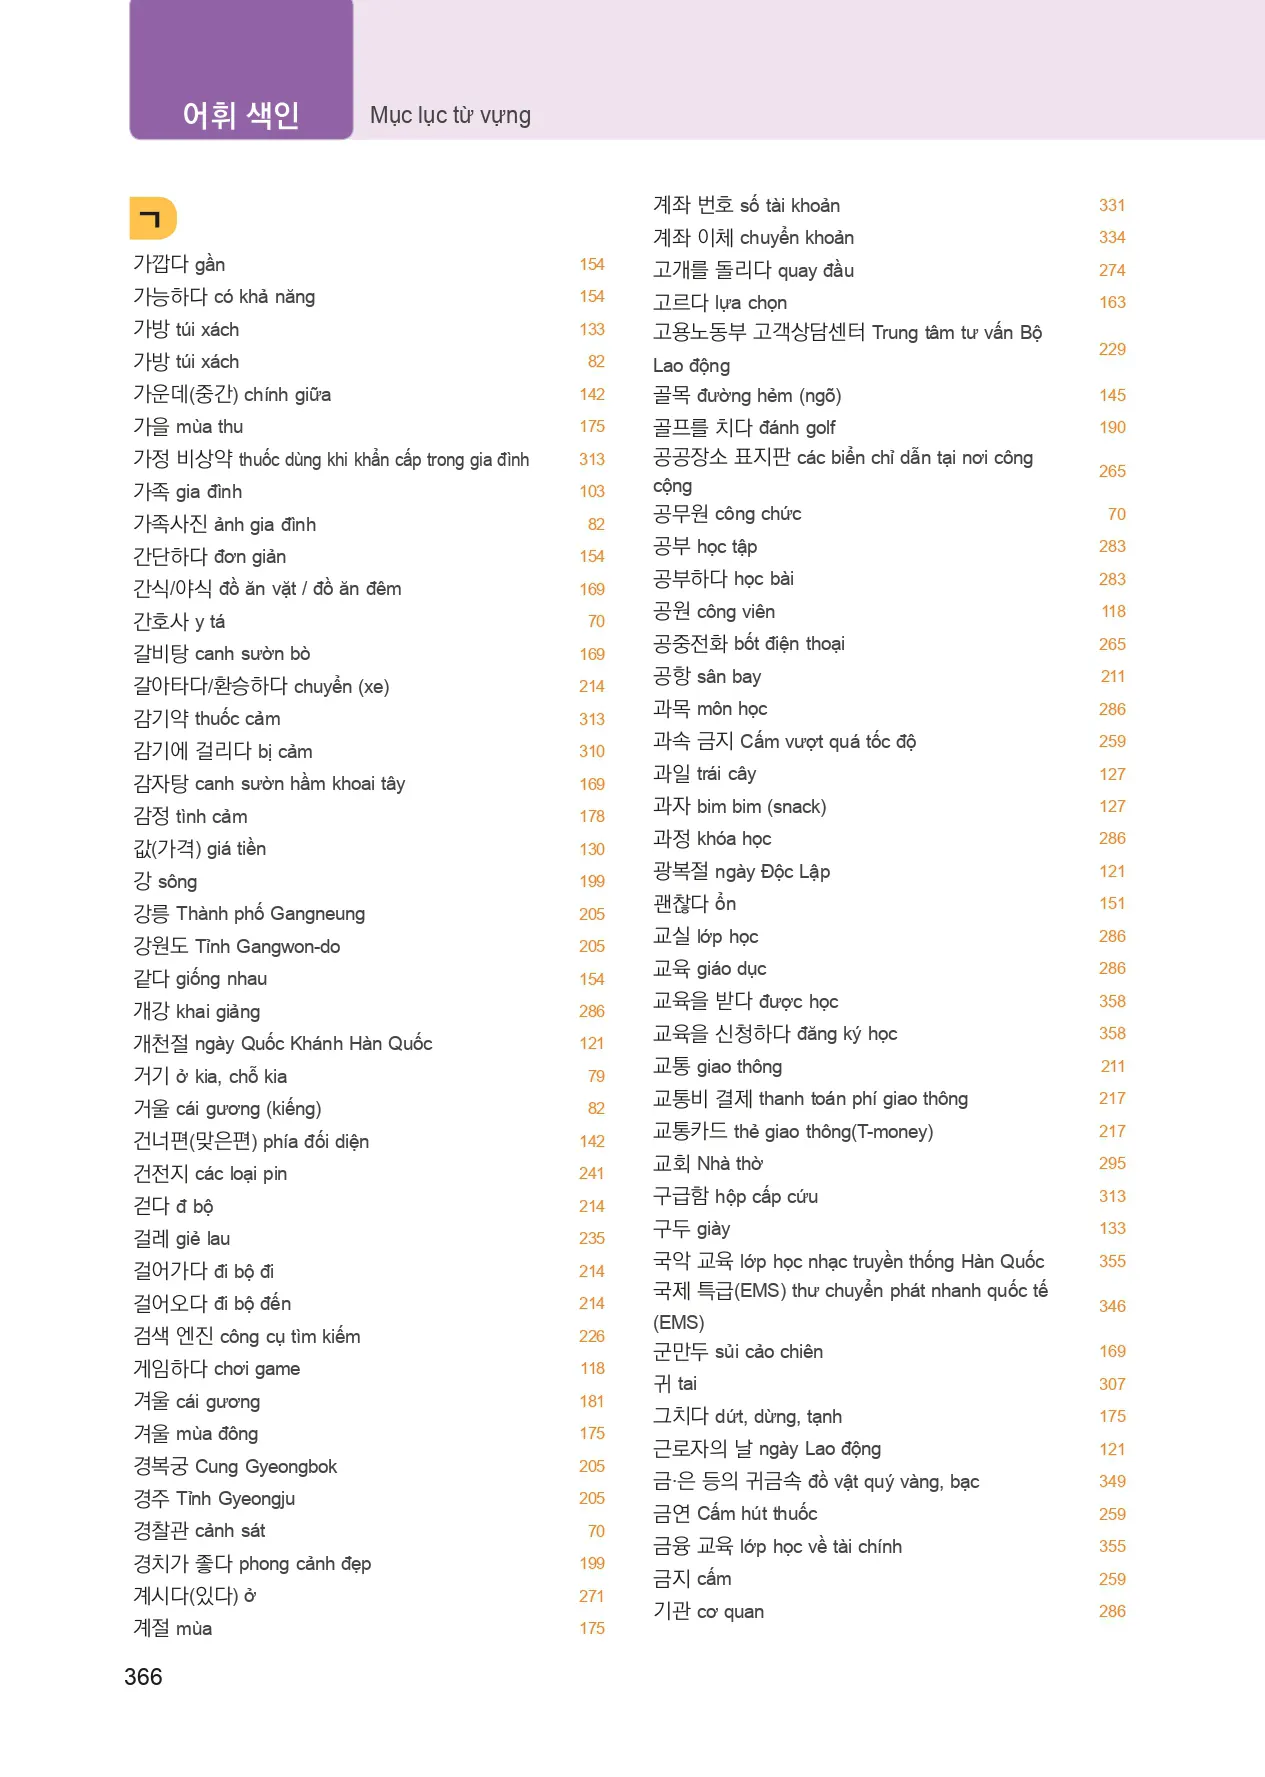 어휘 색인 Mục lục từ vựng
ㄱ
가깝다 gần 154
가능하다 có khả năng 154
가방 túi xách 133
가방 túi xách 82
가운데(중간) chính giữa 142
가을 mùa thu 175
가정 비상약 thuốc dùng khi khẩn cấp trong gia đình 313
가족 gia đình 103
가족사진 ảnh gia đình 82
간단하다 đơn giản 154
간식/야식 đồ ăn vặt / đồ ăn đêm 169
간호사 y tá 70
갈비탕 canh sườn bò 169
갈아타다/환승하다 chuyển (xe) 214
감기약 thuốc cảm 313
감기에 걸리다 bị cảm 310
감자탕 canh sườn hầm khoai tây 169
감정 tình cảm 178
값(가격) giá tiền 130
강 sông 199
강릉 Thành phố Gangneung 205
강원도 Tỉnh Gangwon-do 205
같다 giống nhau 154
개강 khai giảng 286
개천절 ngày Quốc Khánh Hàn Quốc 121
거기 ở kia, chỗ kia 79
거울 cái gương (kiếng) 82
건너편(맞은편) phía đối diện 142
건전지 các loại pin 241
걷다 đ bộ 214
걸레 giẻ lau 235
걸어가다 đi bộ đi 214
걸어오다 đi bộ đến 214
검색 엔진 công cụ tìm kiếm 226
게임하다 chơi game 118
겨울 cái gương 181
겨울 mùa đông 175
경복궁 Cung Gyeongbok 205
경주 Tỉnh Gyeongju 205
경찰관 cảnh sát 70
경치가 좋다 phong cảnh đẹp 199
계시다(있다) ở 271
계절 mùa 175
계좌 번호 số tài khoản 331
계좌 이체 chuyển khoản 334
고개를 돌리다 quay đầu 274
고르다 lựa chọn 163
고용노동부 고객상담센터 Trung tâm tư vấn Bộ
Lao động 229
골목 đường hẻm (ngõ) 145
골프를 치다 đánh golf 190
공공장소 표지판 các biển chỉ dẫn tại nơi công
cộng 265
공무원 công chức 70
공부 học tập 283
공부하다 học bài 283
공원 công viên 118
공중전화 bốt điện thoại 265
공항 sân bay 211
과목 môn học 286
과속 금지 Cấm vượt quá tốc độ 259
과일 trái cây 127
과자 bim bim (snack) 127
과정 khóa học 286
광복절 ngày Độc Lập 121
괜찮다 ổn 151
교실 lớp học 286
교육 giáo dục 286
교육을 받다 được học 358
교육을 신청하다 đăng ký học 358
교통 giao thông 211
교통비 결제 thanh toán phí giao thông 217
교통카드 thẻ giao thông(T-money) 217
교회 Nhà thờ 295
구급함 hộp cấp cứu 313
구두 giày 133
국악 교육 lớp học nhạc truyền thống Hàn Quốc 355
국제 특급(EMS) thư chuyển phát nhanh quốc tế
(EMS) 346
군만두 sủi cảo chiên 169
귀 tai 307
그치다 dứt, dừng, tạnh 175
근로자의 날 ngày Lao động 121
금·은 등의 귀금속 đồ vật quý vàng, bạc 349
금연 Cấm hút thuốc 259
금융 교육 lớp học về tài chính 355
금지 cấm 259
기관 cơ quan 286
366